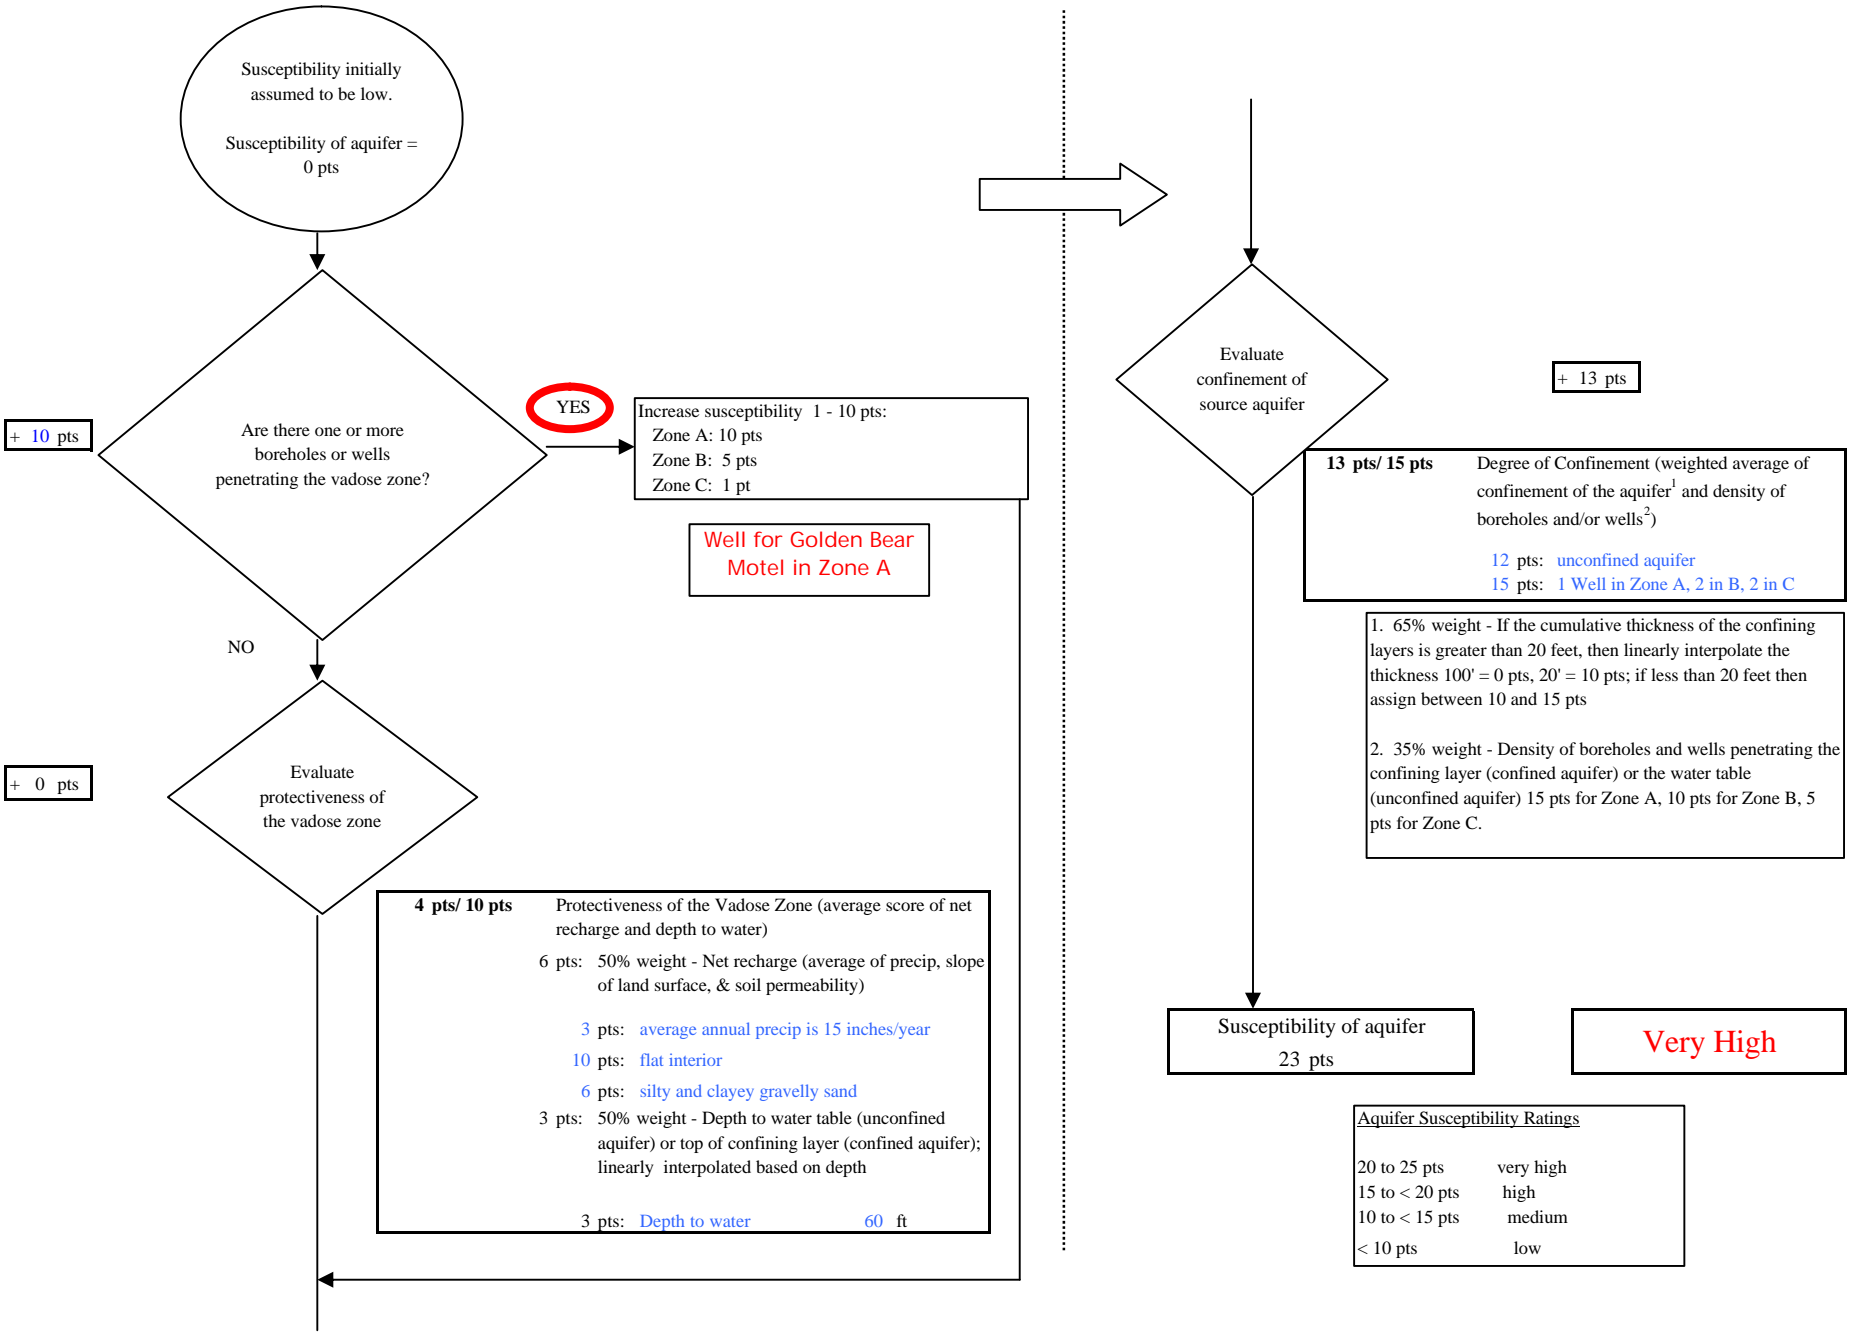 Susceptibility initially
assumed to be low.
Susceptibility of aquifer =
0 pts
+ 10 pts
Are there one or more
boreholes or wells
penetrating the vadose zone?
YES
Increase susceptibility 1 - 10 pts:
Zone A: 10 pts
Zone B: 5 pts
Zone C: 1 pt
Well for Golden Bear
Motel in Zone A
NO
+ 0 pts
Evaluate
protectiveness of
the vadose zone
4 pts/ 10 pts Protectiveness of the Vadose Zone (average score of net
recharge and depth to water)
6 pts: 50% weight - Net recharge (average of precip, slope
of land surface, & soil permeability)
3 pts: average annual precip is 15 inches/year
10 pts: flat interior
6 pts: silty and clayey gravelly sand
3 pts: 50% weight - Depth to water table (unconfined
aquifer) or top of confining layer (confined aquifer);
linearly interpolated based on depth
3 pts: Depth to water 60 ft
Evaluate
confinement of
source aquifer
+ 13 pts
13 pts/ 15 pts Degree of Confinement (weighted average of
confinement of the aquifer1 and density of
boreholes and/or wells2)
12 pts: unconfined aquifer
15 pts: 1 Well in Zone A, 2 in B, 2 in C
1. 65% weight - If the cumulative thickness of the confining
layers is greater than 20 feet, then linearly interpolate the
thickness 100' = 0 pts, 20' = 10 pts; if less than 20 feet then
assign between 10 and 15 pts
2. 35% weight - Density of boreholes and wells penetrating the
confining layer (confined aquifer) or the water table
(unconfined aquifer) 15 pts for Zone A, 10 pts for Zone B, 5
pts for Zone C.
Susceptibility of aquifer
23 pts
Very High
Aquifer Susceptibility Ratings
20 to 25 pts very high
15 to < 20 pts high
10 to < 15 pts medium
< 10 pts low